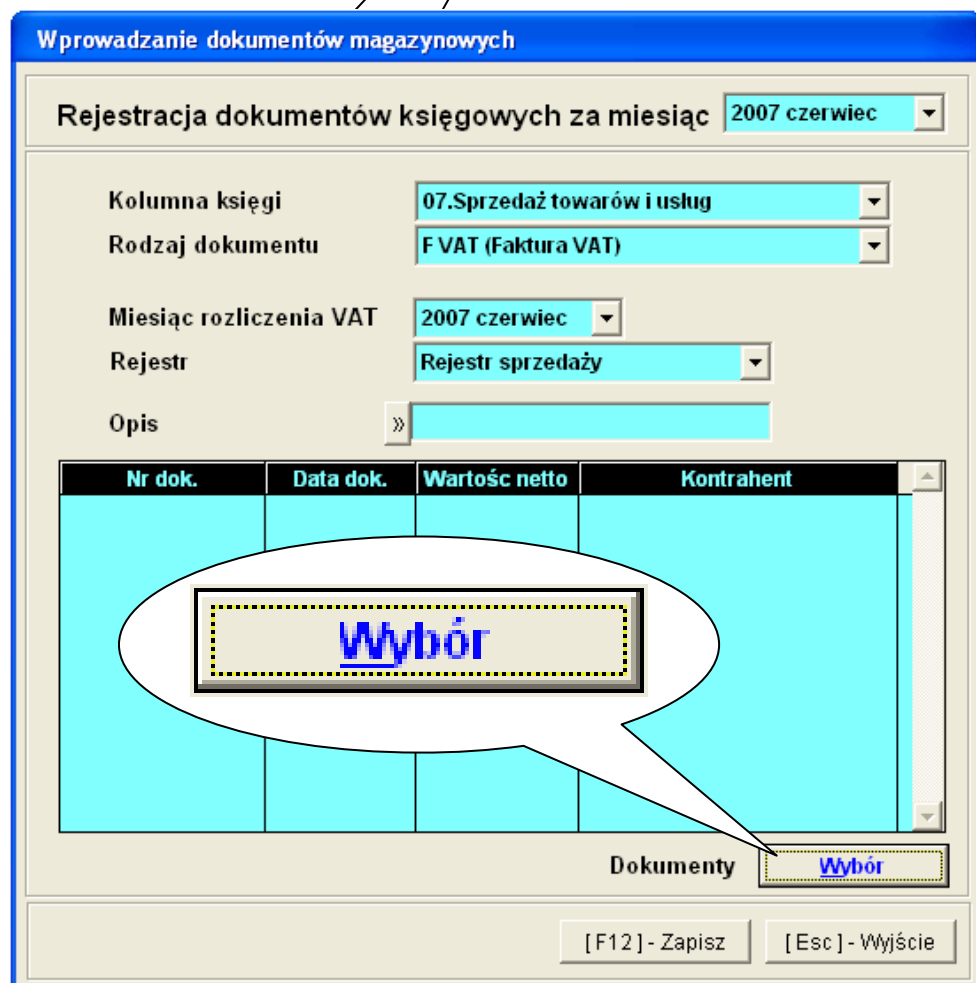 Wprowadzanie dokumentów magazynowych
Rejestracja dokumentów księgowych za miesiąc 2007 czerwiec
Kolumna księgi 07.Sprzedaż towarów i usług
Rodzaj dokumentu F VAT (Faktura VAT)
Miesiąc rozliczenia VAT 2007 czerwiec
Rejestr Rejestr sprzedaży
Opis »
Nr dok. Data dok. Wartośc netto Kontrahent
Wybór
Dokumenty Wybór
[F12] - Zapisz [Esc] - Wyjście